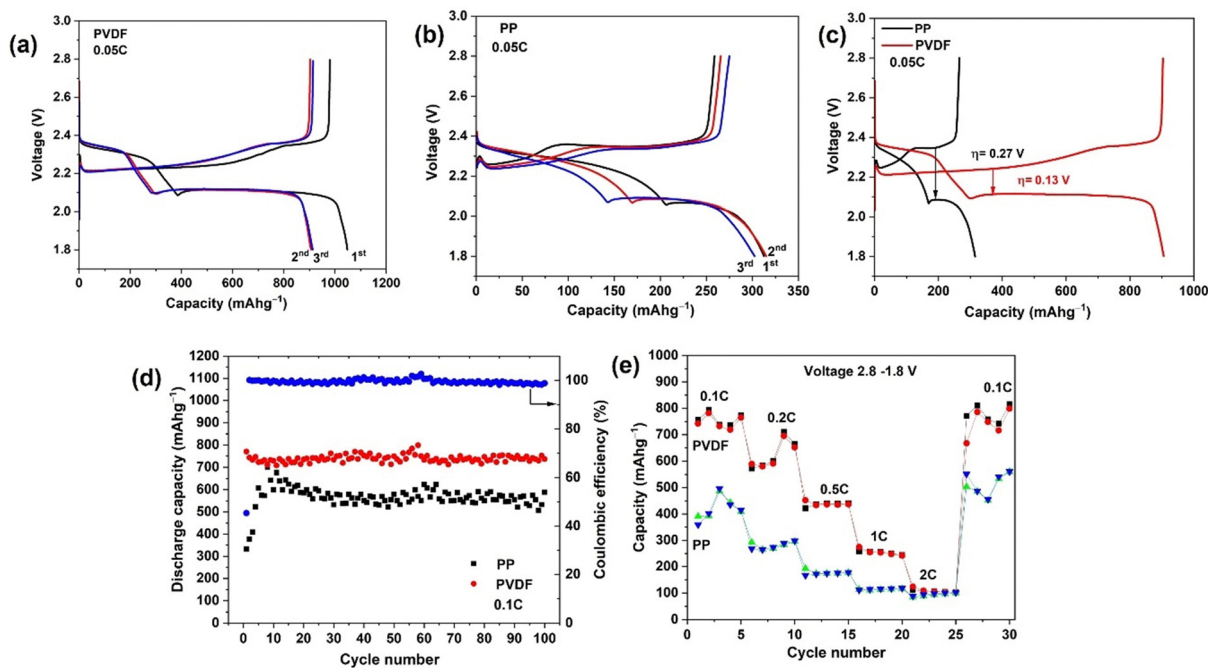 (a)
PVDF
0.05C
3.0
2.8
2.6
2.4
2.2
2.0
1.8
Voltage (V)
2nd 3rd 1st
0 200 400 600 800 1000 1200
Capacity (mAhg⁻¹)
(b)
PP
0.05C
3.0
2.8
2.6
2.4
2.2
2.0
1.8
1.6
Voltage (V)
2nd
3rd 1st
0 50 100 150 200 250 300 350
Capacity (mAhg⁻¹)
(c)
PP
PVDF
0.05C
3.0
2.8
2.6
2.4
2.2
2.0
1.8
Voltage (V)
η= 0.27 V
η= 0.13 V
0 200 400 600 800 1000
Capacity (mAhg⁻¹)
(d)
1200
1100
1000
900
800
700
600
500
400
300
200
100
0
Discharge capacity (mAhg⁻¹)
PP
PVDF
0.1C
100
80
60
40
20
0
Coulombic efficiency (%)
0 10 20 30 40 50 60 70 80 90 100
Cycle number
(e)
Voltage 2.8 -1.8 V
1000
900
800
700
600
500
400
300
200
100
0
Capacity (mAhg⁻¹)
0.1C
0.2C
0.5C
1C
2C
0.1C
PVDF
PP
0 5 10 15 20 25 30
Cycle number